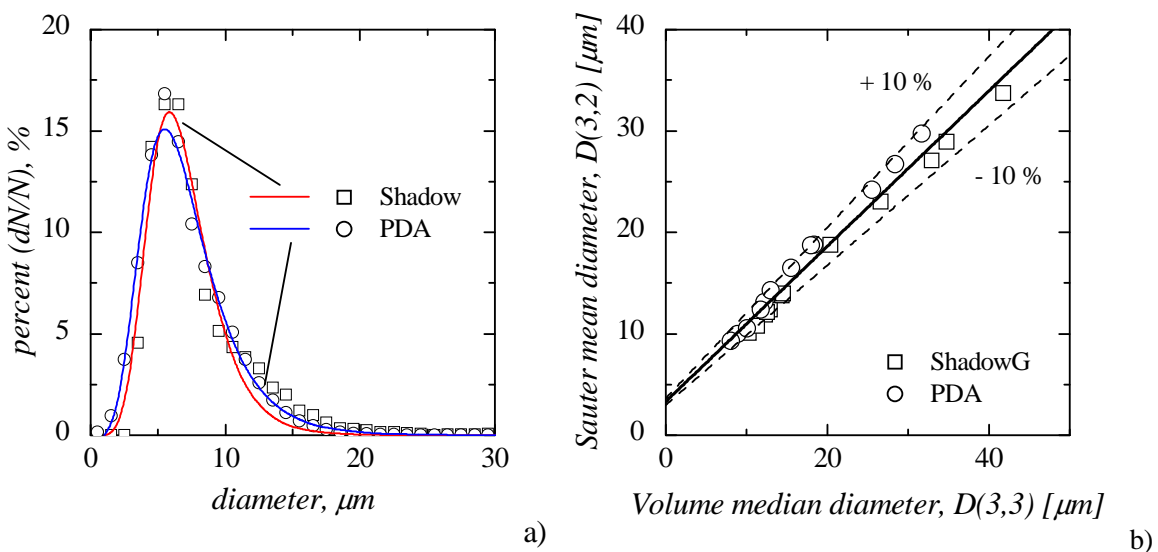 20
15
10
5
0
percent (dN/N), %
0
10
20
30
diameter, μm
Shadow
PDA
a)
40
30
20
10
0
Sauter mean diameter, D(3,2) [μm]
+ 10 %
- 10 %
ShadowG
PDA
0
20
40
Volume median diameter, D(3,3) [μm]
b)